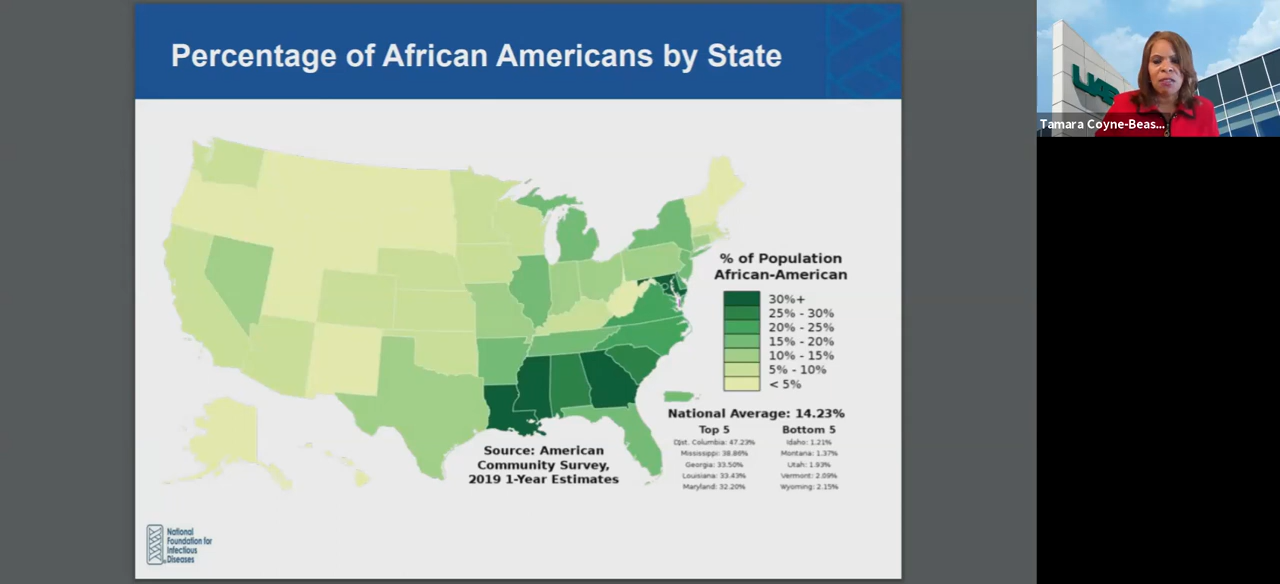 Percentage of African Americans by State
% of Population
African-American
30%+
25% - 30%
20% - 25%
15% - 20%
10% - 15%
5% - 10%
< 5%
National Average: 14.23%
Top 5
Dist. Columbia: 47.23%
Mississippi: 38.86%
Georgia: 33.50%
Louisiana: 33.43%
Maryland: 32.20%
Bottom 5
Idaho: 1.21%
Montana: 1.37%
Utah: 1.93%
Vermont: 2.09%
Wyoming: 2.15%
Source: American
Community Survey,
2019 1-Year Estimates
National
Foundation for
Infectious
Diseases
UAB
Tamara Coyne-Beas...